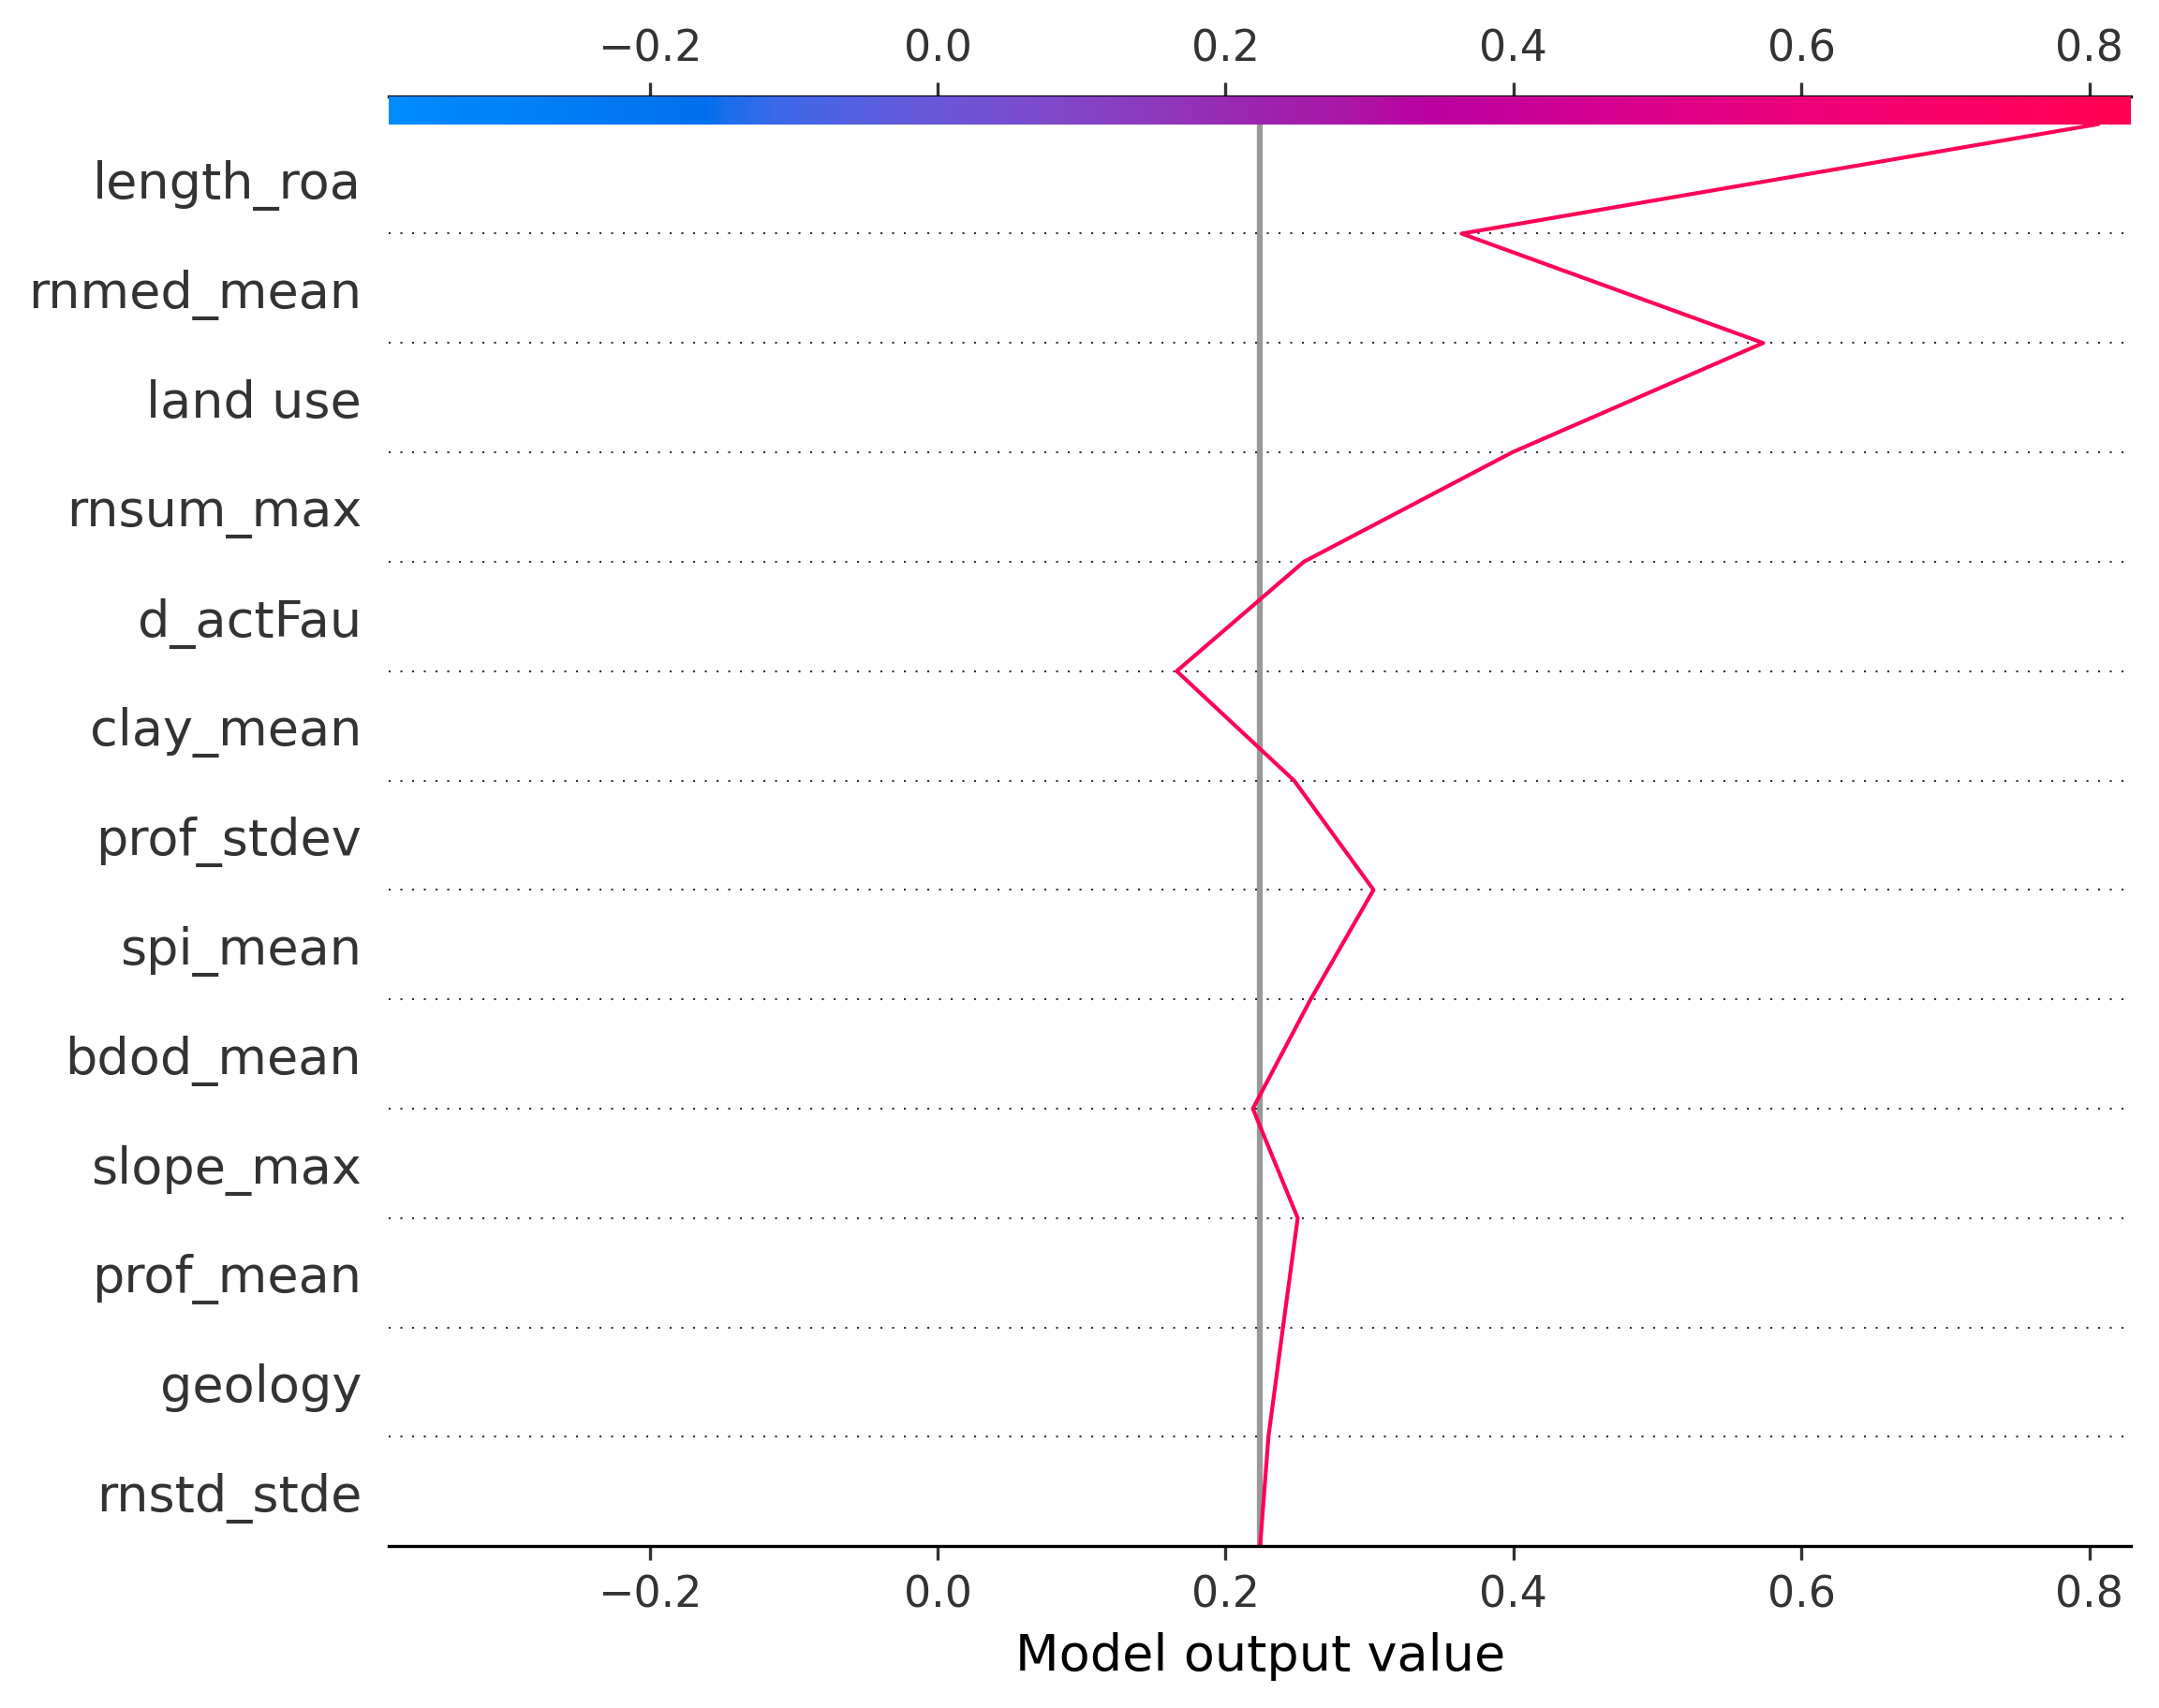 −0.2 0.0 0.2 0.4 0.6 0.8
length_roa
rnmed_mean
land use
rnsum_max
d_actFau
clay_mean
prof_stdev
spi_mean
bdod_mean
slope_max
prof_mean
geology
rnstd_stde
−0.2 0.0 0.2 0.4 0.6 0.8
Model output value